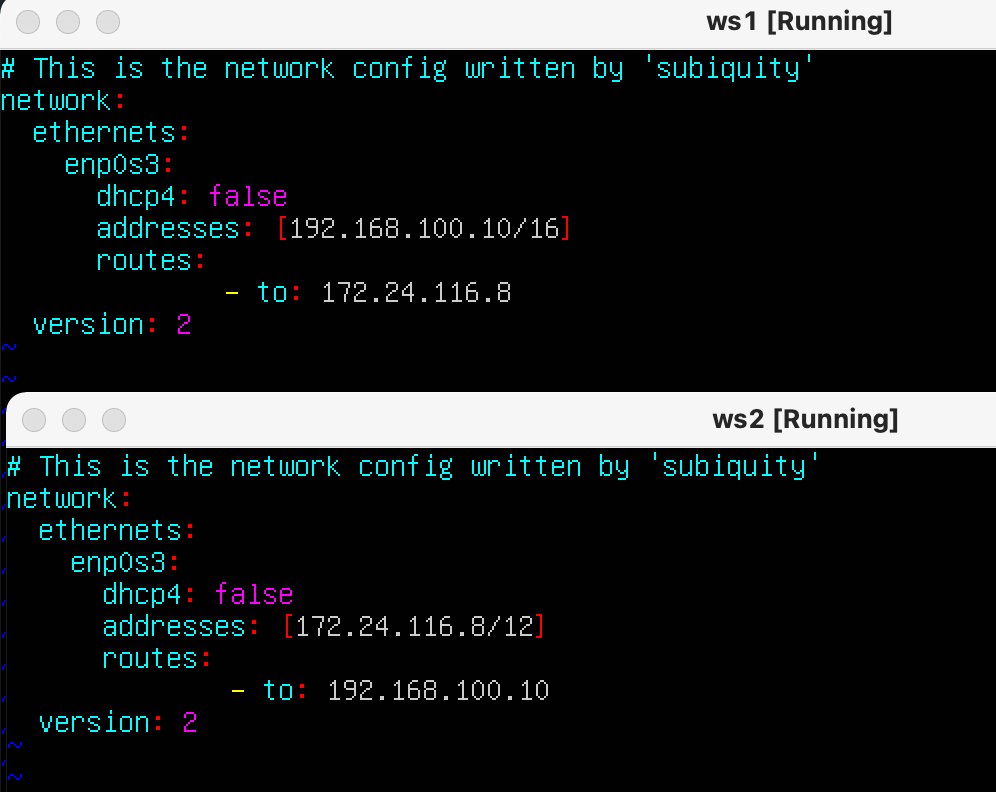 ws1 [Running]
# This is the network config written by 'subiquity'
network:
  ethernets:
    enp0s3:
      dhcp4: false
      addresses: [192.168.100.10/16]
      routes:
              - to: 172.24.116.8
  version: 2
~
~
ws2 [Running]
# This is the network config written by 'subiquity'
network:
  ethernets:
    enp0s3:
      dhcp4: false
      addresses: [172.24.116.8/12]
      routes:
              - to: 192.168.100.10
  version: 2
~
~